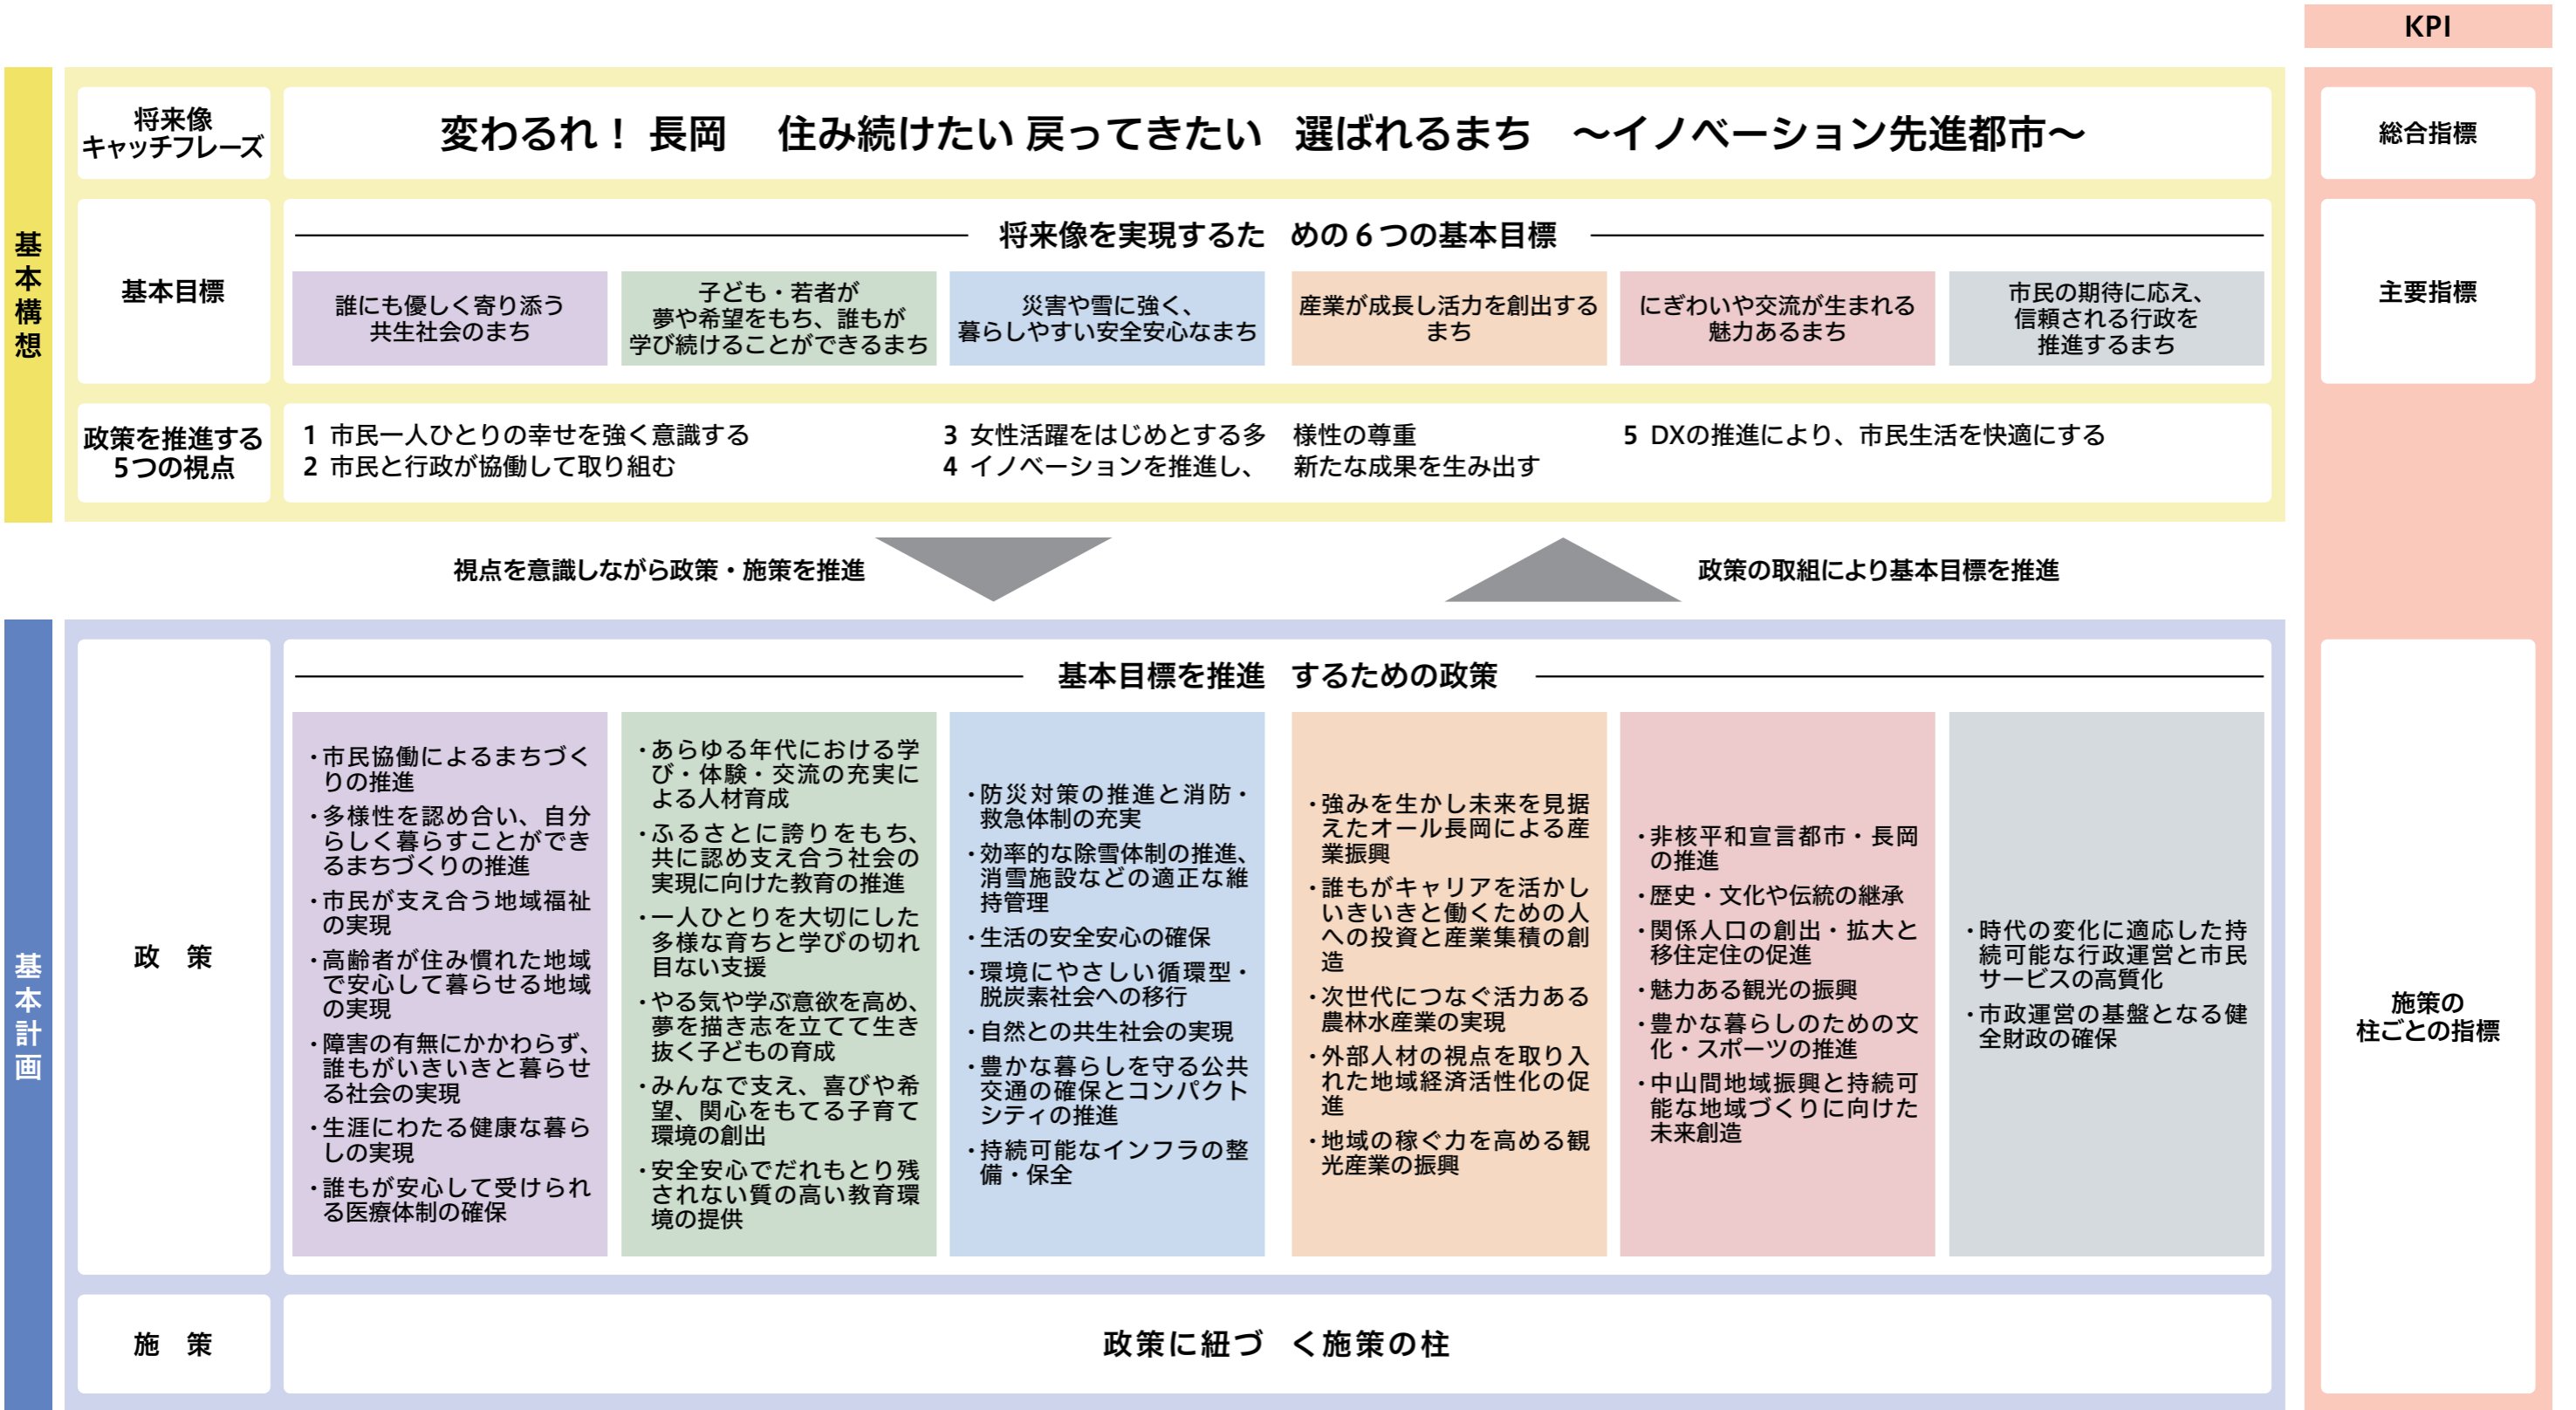 KPI
基本構想
将来像
キャッチフレーズ
変わるれ！ 長岡　住み続けたい 戻ってきたい 選ばれるまち　～イノベーション先進都市～
総合指標
基本目標
将来像を実現するための6つの基本目標
誰にも優しく寄り添う
共生社会のまち
子ども・若者が
夢や希望をもち、誰もが
学び続けることができるまち
災害や雪に強く、
暮らしやすい安全安心なまち
産業が成長し活力を創出する
まち
にぎわいや交流が生まれる
魅力あるまち
市民の期待に応え、
信頼される行政を
推進するまち
主要指標
政策を推進する
5つの視点
1 市民一人ひとりの幸せを強く意識する
2 市民と行政が協働して取り組む
3 女性活躍をはじめとする多様性の尊重
4 イノベーションを推進し、新たな成果を生み出す
5 DXの推進により、市民生活を快適にする
視点を意識しながら政策・施策を推進
政策の取組により基本目標を推進
基本計画
政　策
基本目標を推進するための政策
・市民協働によるまちづく
りの推進
・多様性を認め合い、自分
らしく暮らすことができ
るまちづくりの推進
・市民が支え合う地域福祉
の実現
・高齢者が住み慣れた地域
で安心して暮らせる地域
の実現
・障害の有無にかかわらず、
誰もがいきいきと暮らせ
る社会の実現
・生涯にわたる健康な暮ら
しの実現
・誰もが安心して受けられ
る医療体制の確保
・あらゆる年代における学
び・体験・交流の充実に
よる人材育成
・ふるさとに誇りをもち、
共に認め支え合う社会の
実現に向けた教育の推進
・一人ひとりを大切にした
多様な育ちと学びの切れ
目ない支援
・やる気や学ぶ意欲を高め、
夢を描き志を立てて生き
抜く子どもの育成
・みんなで支え、喜びや希
望、関心をもてる子育て
環境の創出
・安全安心でだれもとり残
されない質の高い教育環
境の提供
・防災対策の推進と消防・
救急体制の充実
・効率的な除雪体制の推進、
消雪施設などの適正な維
持管理
・生活の安全安心の確保
・環境にやさしい循環型・
脱炭素社会への移行
・自然との共生社会の実現
・豊かな暮らしを守る公共
交通の確保とコンパクト
シティの推進
・持続可能なインフラの整
備・保全
・強みを生かし未来を見据
えたオール長岡による産
業振興
・誰もがキャリアを活かし
いきいきと働くための人
への投資と産業集積の創
造
・次世代につなぐ活力ある
農林水産業の実現
・外部人材の視点を取り入
れた地域経済活性化の促
進
・地域の稼ぐ力を高める観
光産業の振興
・非核平和宣言都市・長岡
の推進
・歴史・文化や伝統の継承
・関係人口の創出・拡大と
移住定住の促進
・魅力ある観光の振興
・豊かな暮らしのための文
化・スポーツの推進
・中山間地域振興と持続可
能な地域づくりに向けた
未来創造
・時代の変化に適応した持
続可能な行政運営と市民
サービスの高質化
・市政運営の基盤となる健
全財政の確保
施策の
柱ごとの指標
施　策
政策に紐づく施策の柱